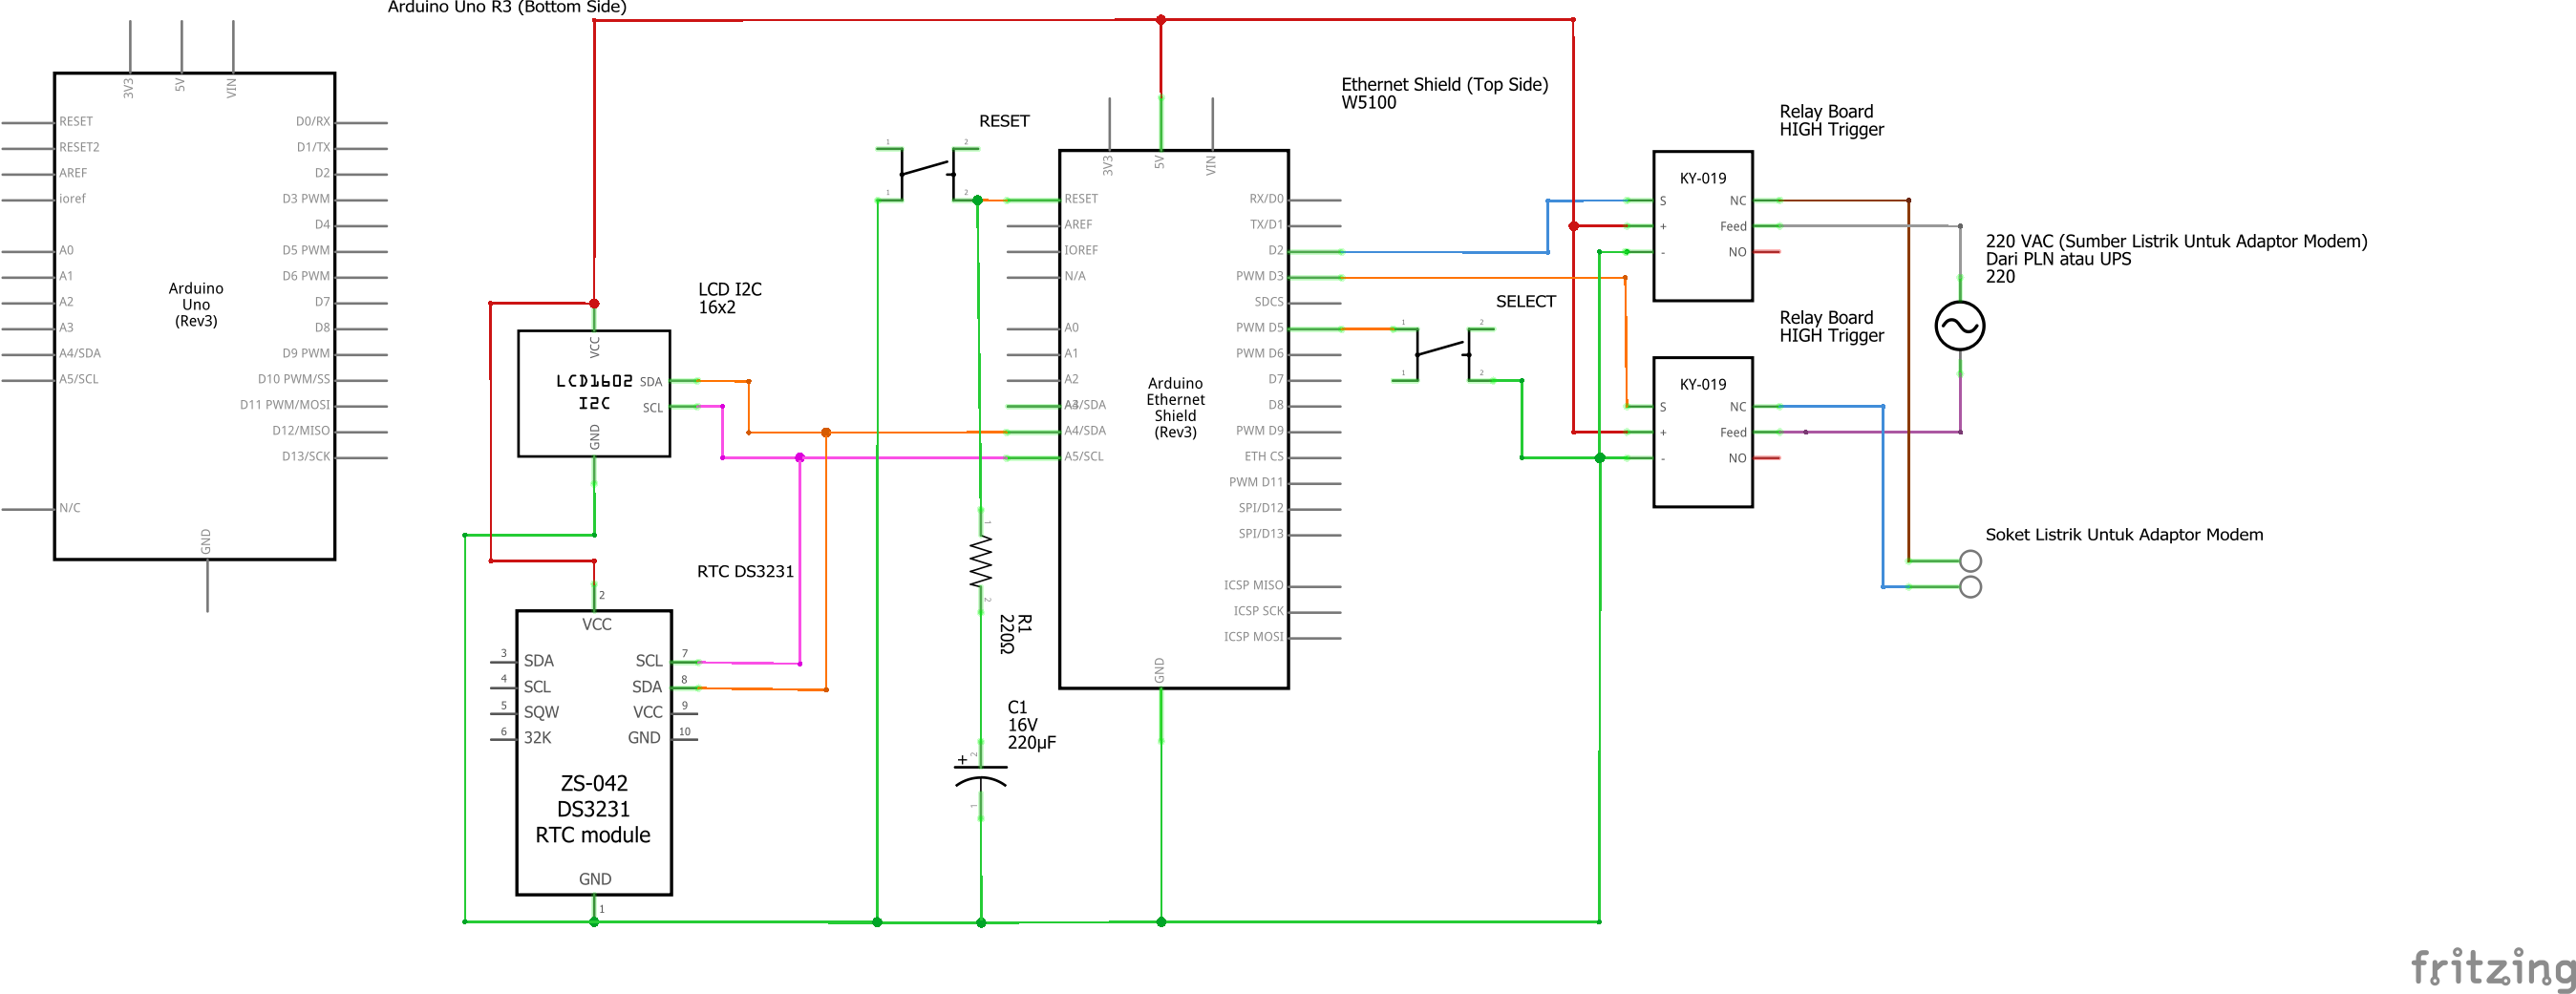 Arduino Uno R3 (Bottom Side)
3V3
5V
VIN
RESET
RESET2
AREF
ioref
A0
A1
A2
A3
A4/SDA
A5/SCL
N/C
D0/RX
D1/TX
D2
D3 PWM
D4
D5 PWM
D6 PWM
D7
D8
D9 PWM
D10 PWM/SS
D11 PWM/MOSI
D12/MISO
D13/SCK
Arduino
Uno
(Rev3)
GND
LCD I2C
16x2
VCC
LCD1602
I2C
SDA
SCL
GND
RTC DS3231
2
VCC
3 SDA
4 SCL
5 SQW
6 32K
SCL 7
SDA 8
VCC 9
GND 10
ZS-042
DS3231
RTC module
GND
1
RESET
1
2
1
2
1
2
R1
220Ω
C1
16V
220µF
+
2
1
Ethernet Shield (Top Side)
W5100
3V3
5V
VIN
RESET
AREF
IOREF
N/A
A0
A1
A2
A4/SDA
A5/SCL
RX/D0
TX/D1
D2
PWM D3
SDCS
PWM D5
PWM D6
D7
D8
PWM D9
ETH CS
PWM D11
SPI/D12
SPI/D13
ICSP MISO
ICSP SCK
ICSP MOSI
Arduino
Ethernet
Shield
(Rev3)
GND
SELECT
1
2
1
2
Relay Board
HIGH Trigger
KY-019
S
+
-
NC
Feed
NO
Relay Board
HIGH Trigger
KY-019
S
+
-
NC
Feed
NO
220 VAC (Sumber Listrik Untuk Adaptor Modem)
Dari PLN atau UPS
220
Soket Listrik Untuk Adaptor Modem
fritzing